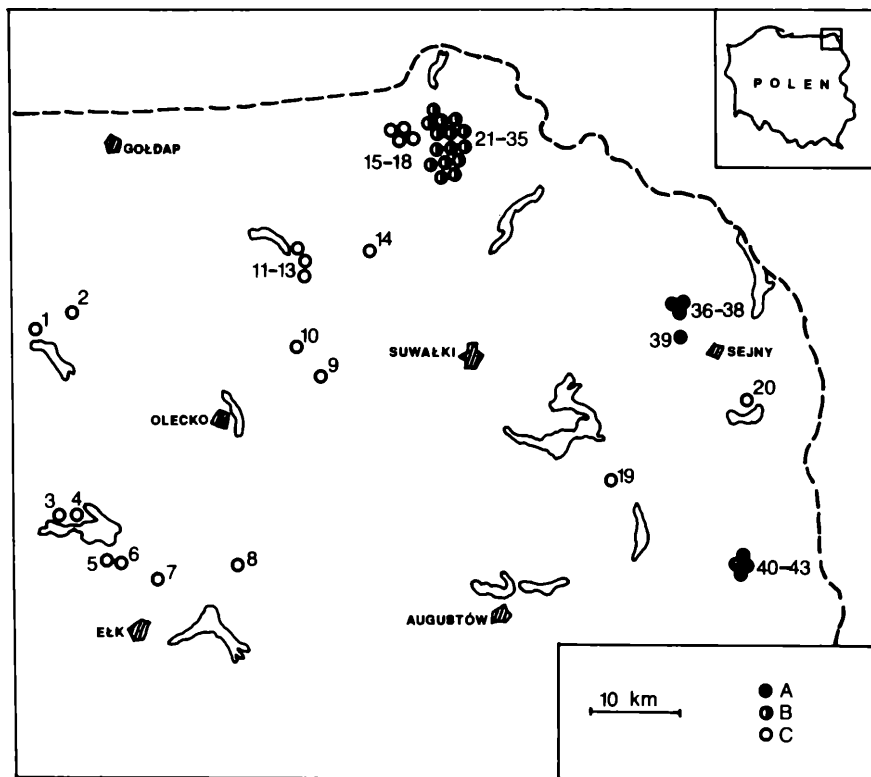 POLEN
GOŁDAP
15-18
21-35
14
11-13
2
1
36-38
10
SUWAŁKI
39
SEJNY
9
20
OLECKO
19
3 4
5 6
8
7
40-43
AUGUSTÓW
EŁK
10 km
A
B
C